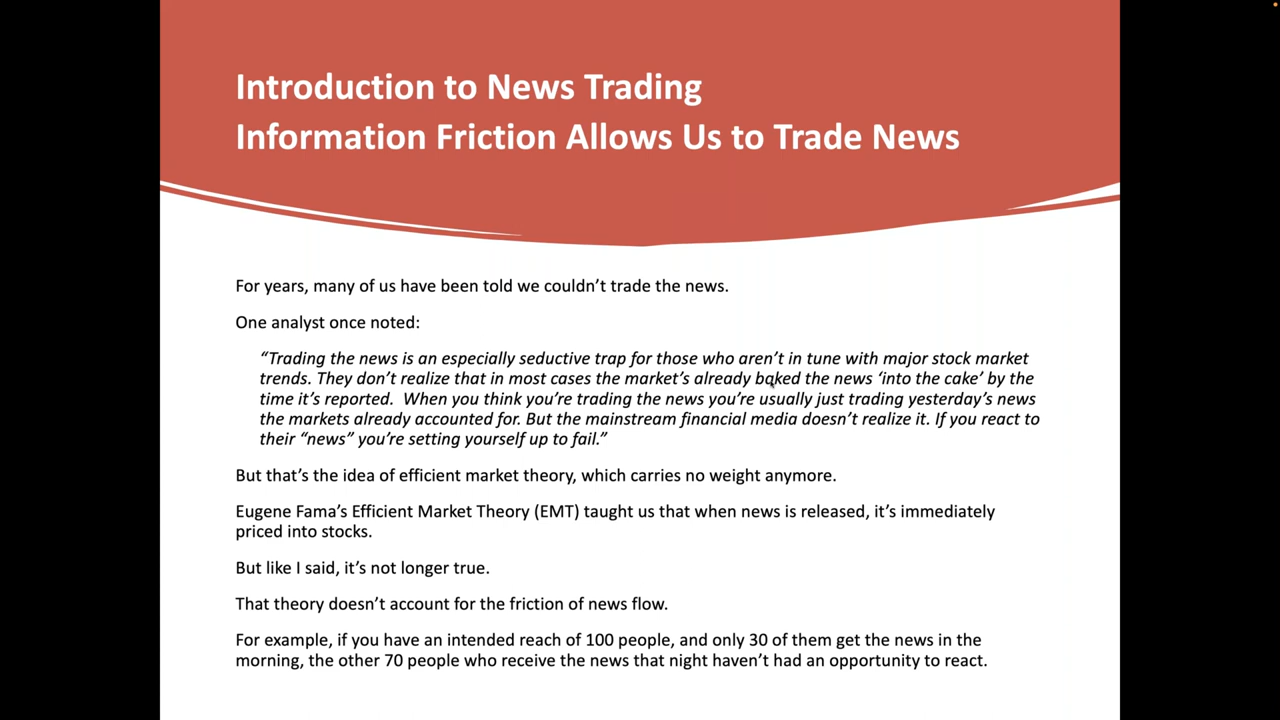 Introduction to News Trading
Information Friction Allows Us to Trade News
For years, many of us have been told we couldn’t trade the news.
One analyst once noted:
“Trading the news is an especially seductive trap for those who aren’t in tune with major stock market
trends. They don’t realize that in most cases the market’s already baked the news ‘into the cake’ by the
time it’s reported.  When you think you’re trading the news you’re usually just trading yesterday’s news
the markets already accounted for. But the mainstream financial media doesn’t realize it. If you react to
their “news” you’re setting yourself up to fail.”
But that’s the idea of efficient market theory, which carries no weight anymore.
Eugene Fama’s Efficient Market Theory (EMT) taught us that when news is released, it’s immediately
priced into stocks.
But like I said, it’s not longer true.
That theory doesn’t account for the friction of news flow.
For example, if you have an intended reach of 100 people, and only 30 of them get the news in the
morning, the other 70 people who receive the news that night haven’t had an opportunity to react.